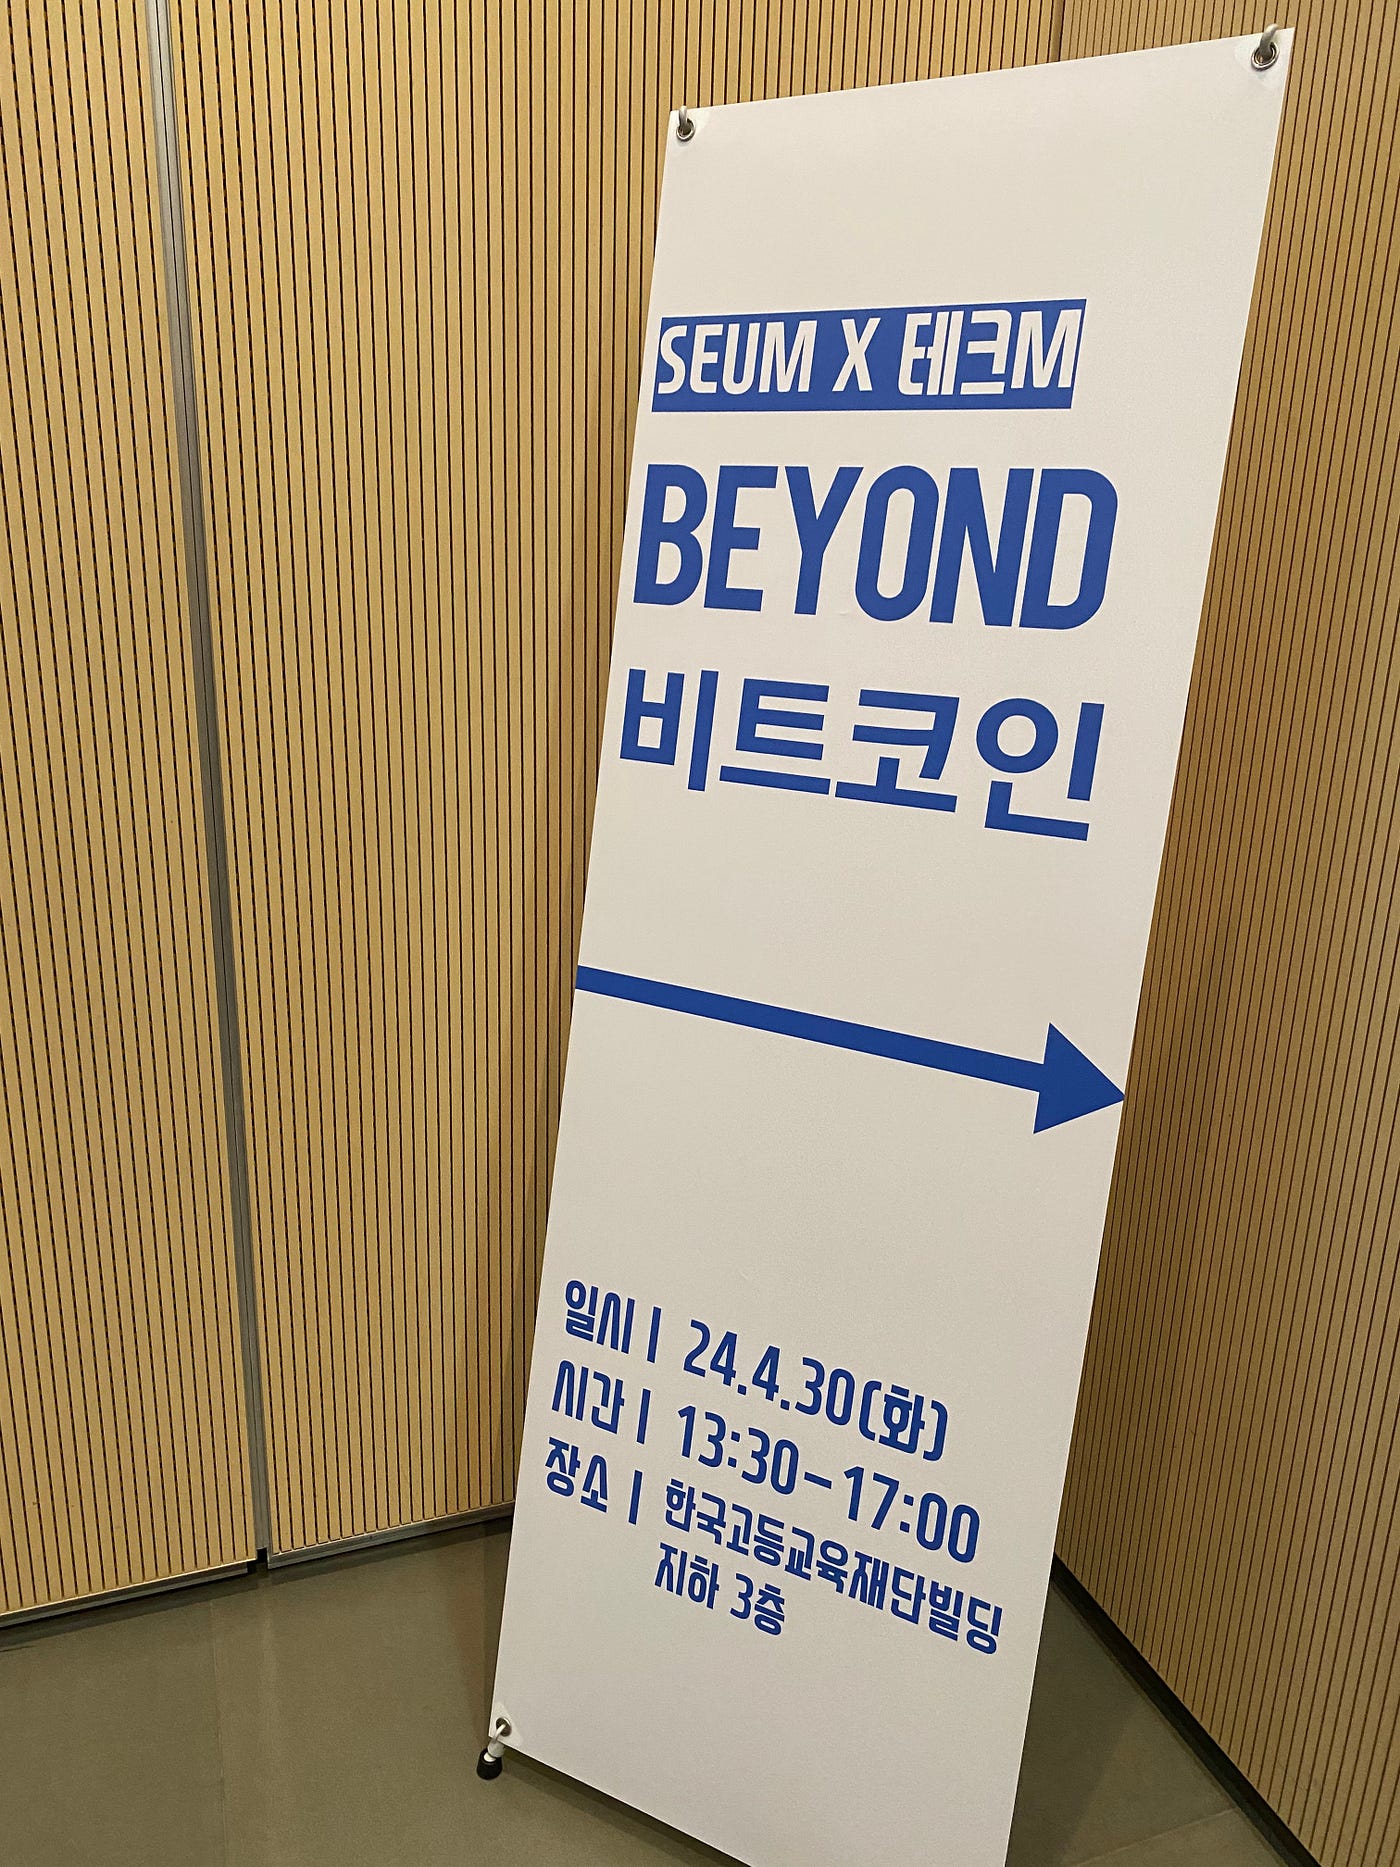 SEUM X 테크M
BEYOND
비트코인
일시 | 24.4.30(화)
시간 | 13:30-17:00
장소 | 한국고등교육재단빌딩
지하 3층